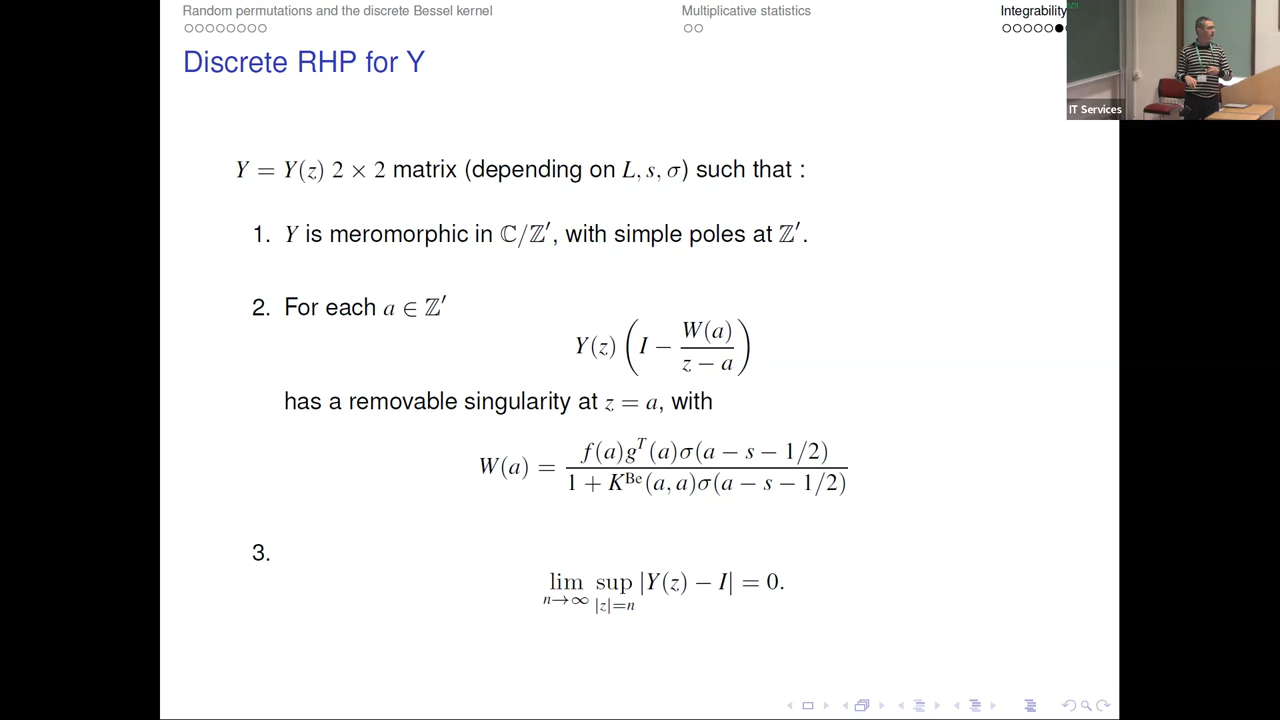 Random permutations and the discrete Bessel kernel
Multiplicative statistics
Integrability
IT Services
Discrete RHP for Y
Y = Y(z) 2 × 2 matrix (depending on L, s, σ) such that :
1. Y is meromorphic in ℂ/ℤ′, with simple poles at ℤ′.
2. For each a ∈ ℤ′
Y(z) (I − W(a)/(z − a))
has a removable singularity at z = a, with
W(a) = f(a)gᵀ(a)σ(a − s − 1/2) / (1 + K^Be(a, a)σ(a − s − 1/2))
3.
lim_{n→∞} sup_{|z|=n} |Y(z) − I| = 0.